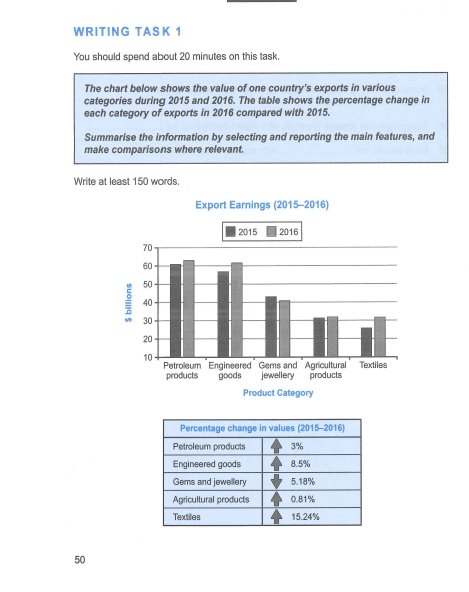 WRITING TASK 1
You should spend about 20 minutes on this task.
The chart below shows the value of one country's exports in various
categories during 2015 and 2016. The table shows the percentage change in
each category of exports in 2016 compared with 2015.
Summarise the information by selecting and reporting the main features, and
make comparisons where relevant.
Write at least 150 words.
Export Earnings (2015–2016)
2015 2016
$ billions
70
60
50
40
30
20
10
Petroleum products
Engineered goods
Gems and jewellery
Agricultural products
Textiles
Product Category
Percentage change in values (2015–2016)
Petroleum products 3%
Engineered goods 8.5%
Gems and jewellery 5.18%
Agricultural products 0.81%
Textiles 15.24%
50